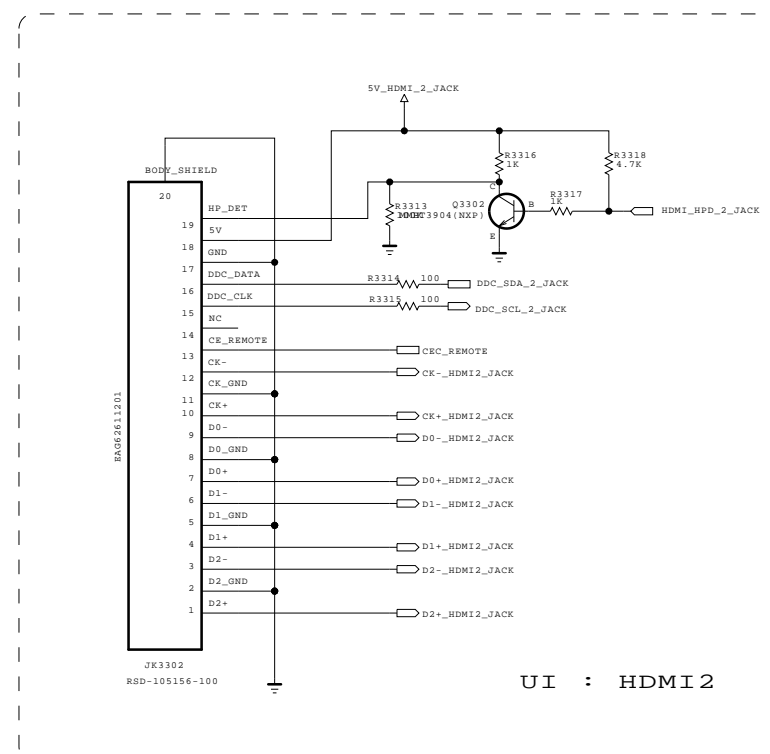 5V_HDMI_2_JACK
BODY_SHIELD
20
R3316
1K
R3318
4.7K
C
Q3302
MMBT3904(NXP)
B
E
R3317
1K
HDMI_HPD_2_JACK
R3313
HP_DET
19
5V
18
GND
17
DDC_DATA
16
R3314 100 DDC_SDA_2_JACK
DDC_CLK
15
R3315 100 DDC_SCL_2_JACK
NC
14
CE_REMOTE
13
CEC_REMOTE
CK-
12
CK-_HDMI2_JACK
CK_GND
11
CK+
10
CK+_HDMI2_JACK
D0-
9
D0-_HDMI2_JACK
D0_GND
8
D0+
7
D0+_HDMI2_JACK
D1-
6
D1-_HDMI2_JACK
D1_GND
5
D1+
4
D1+_HDMI2_JACK
D2-
3
D2-_HDMI2_JACK
D2_GND
2
D2+
1
D2+_HDMI2_JACK
EAG62611201
JK3302
RSD-105156-100
UI : HDMI2